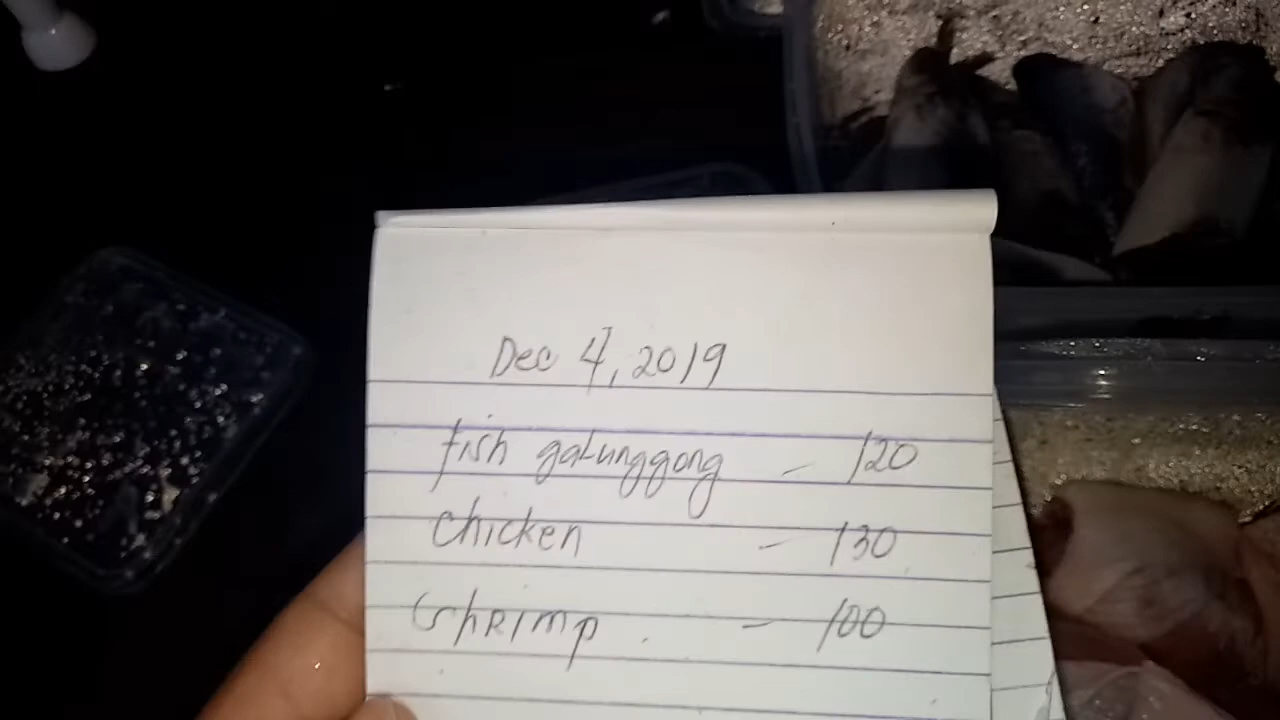 Dec 4, 2019
fish galunggong - 120
chicken - 130
Shrimp - 100